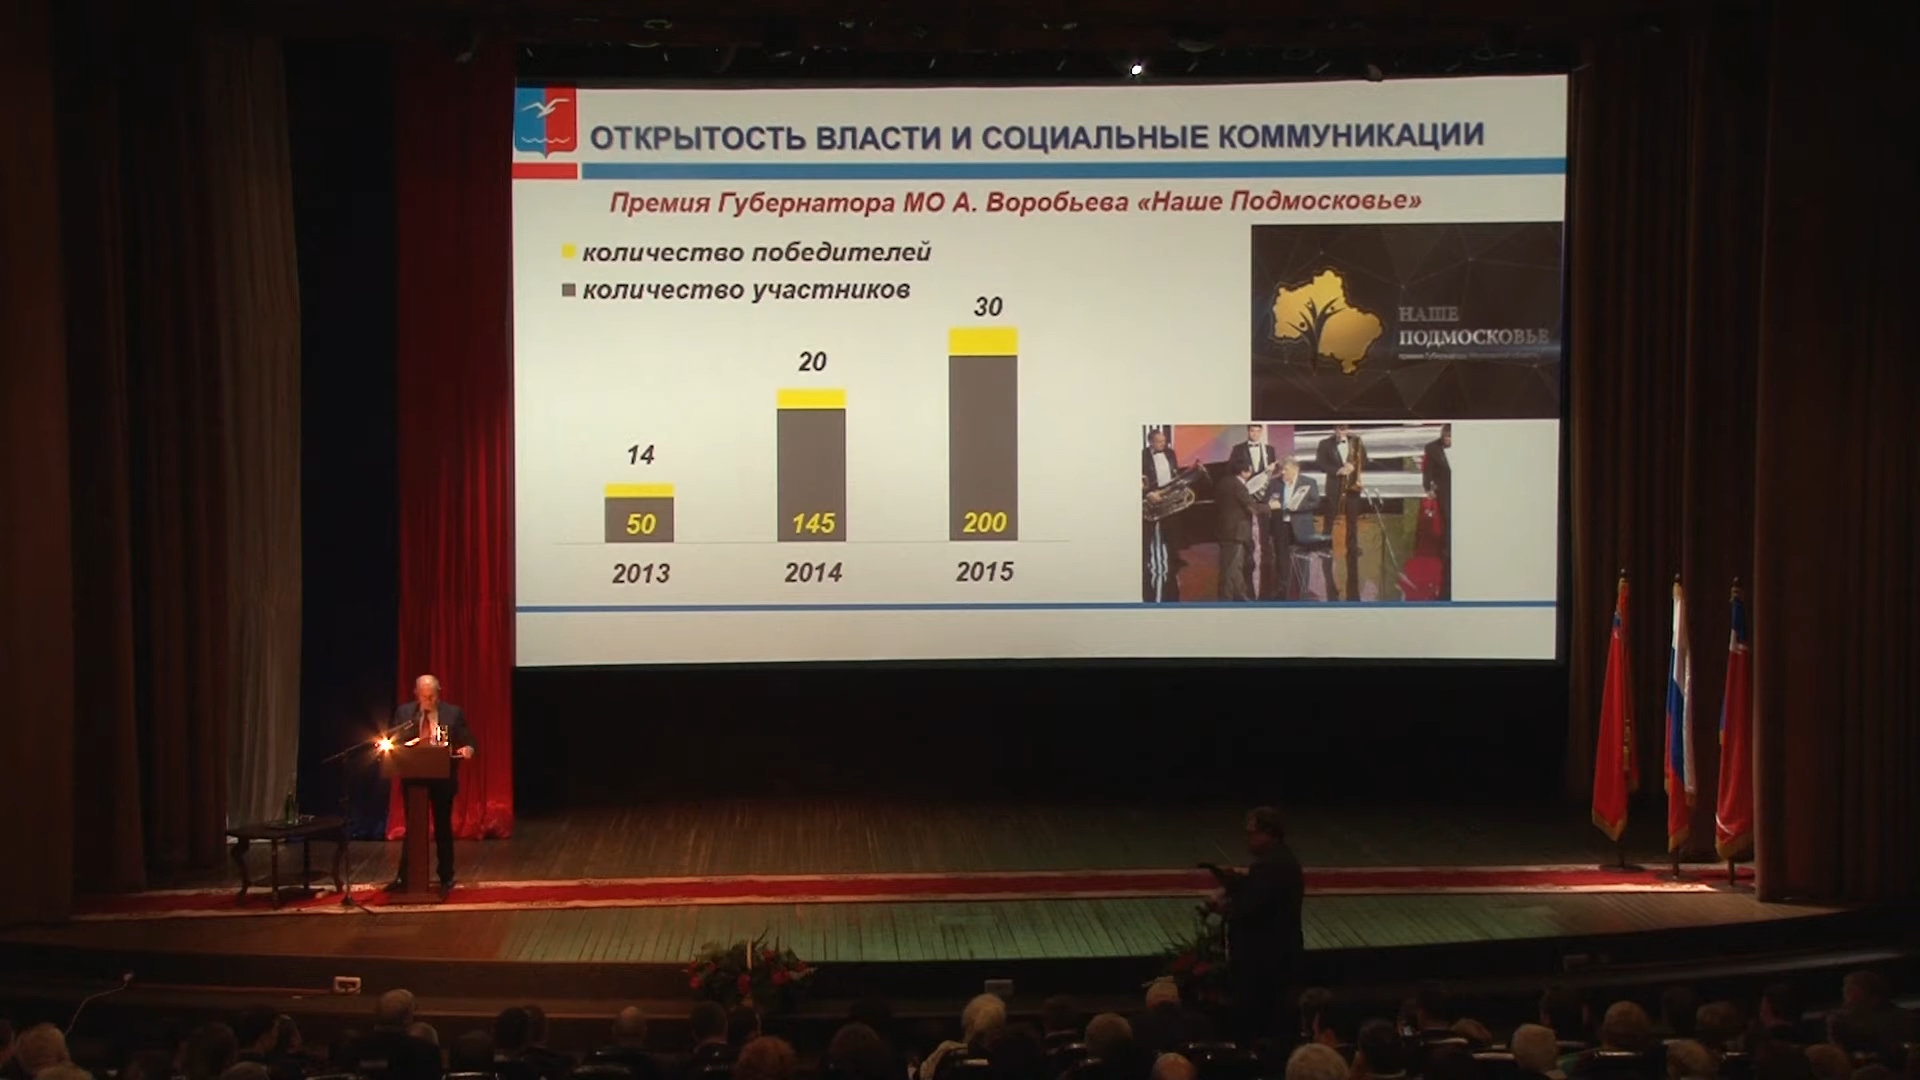 ОТКРЫТОСТЬ ВЛАСТИ И СОЦИАЛЬНЫЕ КОММУНИКАЦИИ
Премия Губернатора МО А. Воробьева «Наше Подмосковье»
количество победителей
количество участников
30
20
14
50
145
200
2013
2014
2015
НАШЕ
ПОДМОСКОВЬЕ